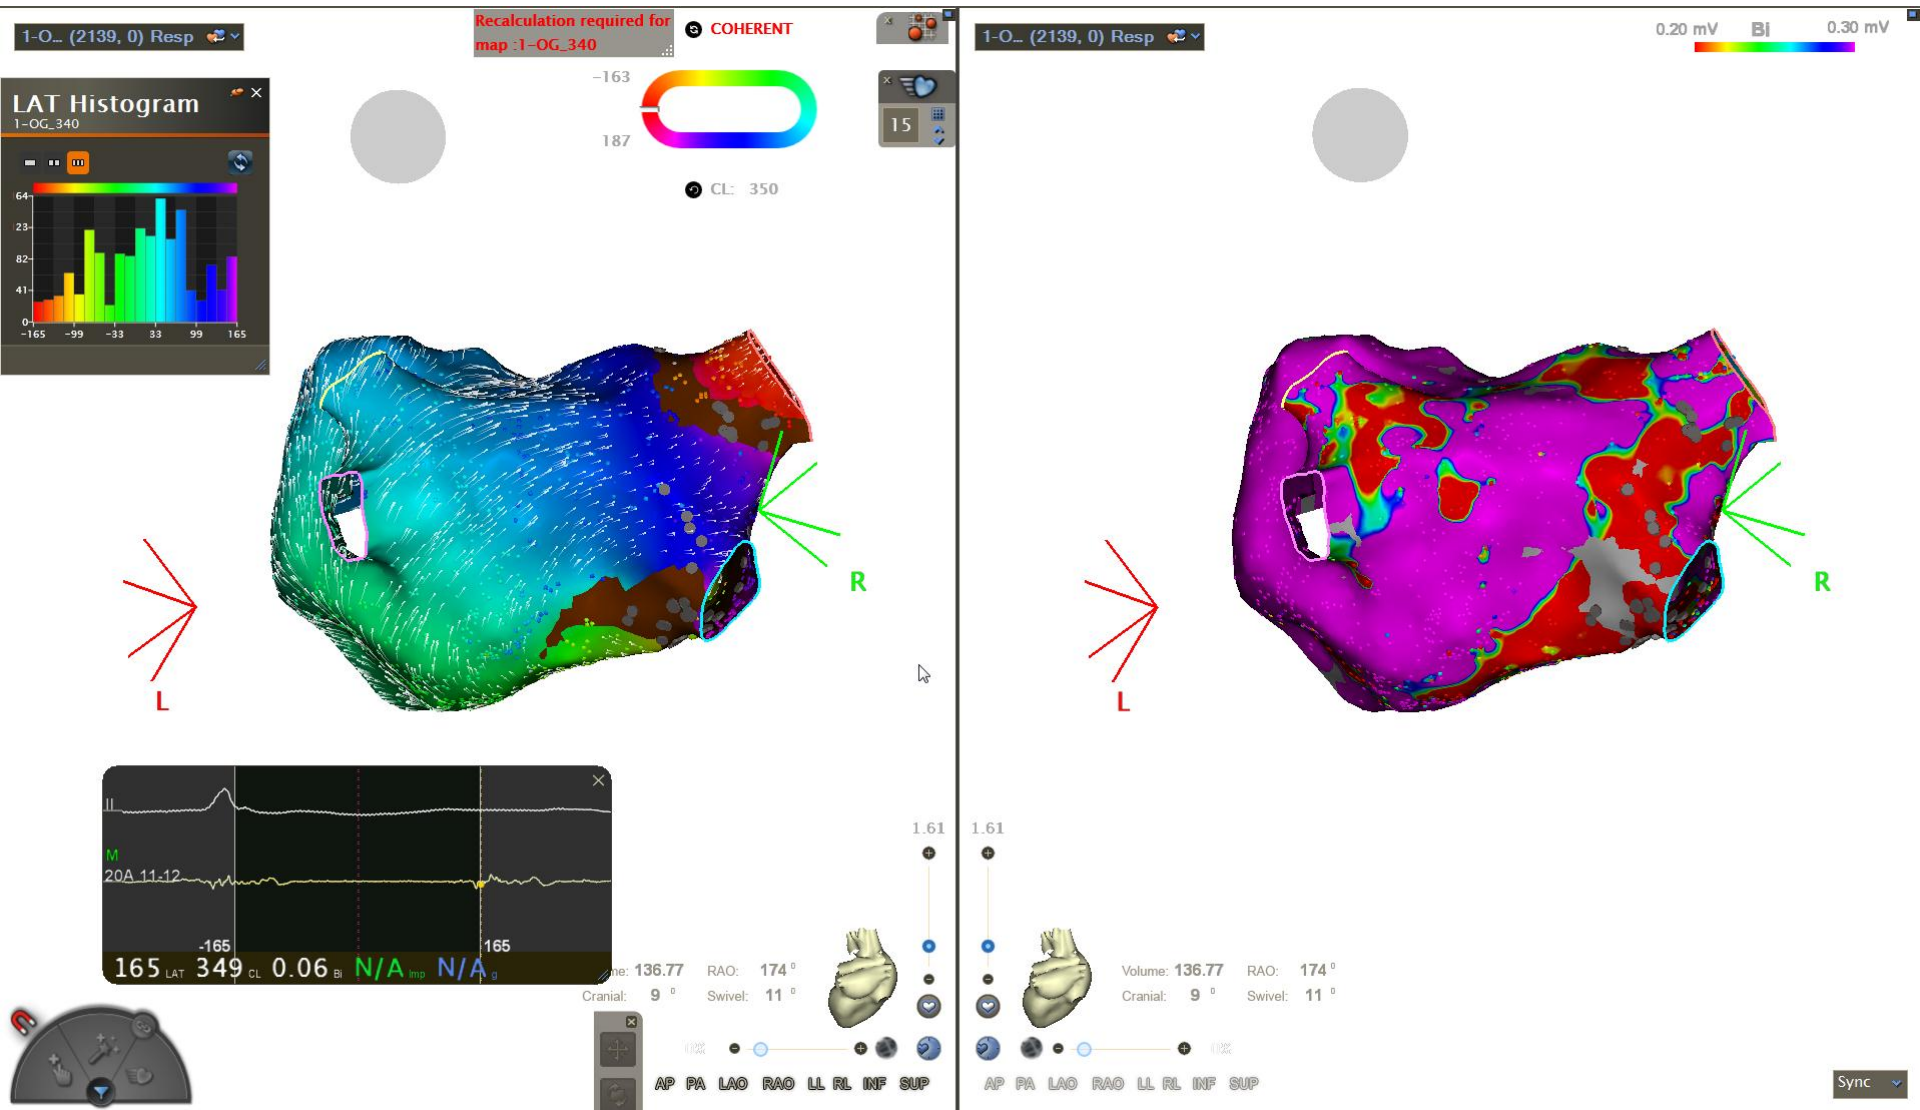 1-O... (2139, 0) Resp
Recalculation required for
map :1-OG_340
COHERENT
-163
187
CL: 350
15
LAT Histogram
1-OG_340
64
23
82
41
0
-165 -99 -33 33 99 165
L
R
II
M
20A 11-12
-165
165
165 LAT 349 CL 0.06 Bi N/A Imp N/A g
1.61
me: 136.77 RAO: 174 °
Cranial: 9 ° Swivel: 11 °
AP PA LAO RAO LL RL INF SUP
1-O... (2139, 0) Resp
0.20 mV Bi 0.30 mV
L
R
1.61
Volume: 136.77 RAO: 174 °
Cranial: 9 ° Swivel: 11 °
AP PA LAO RAO LL RL INF SUP
Sync